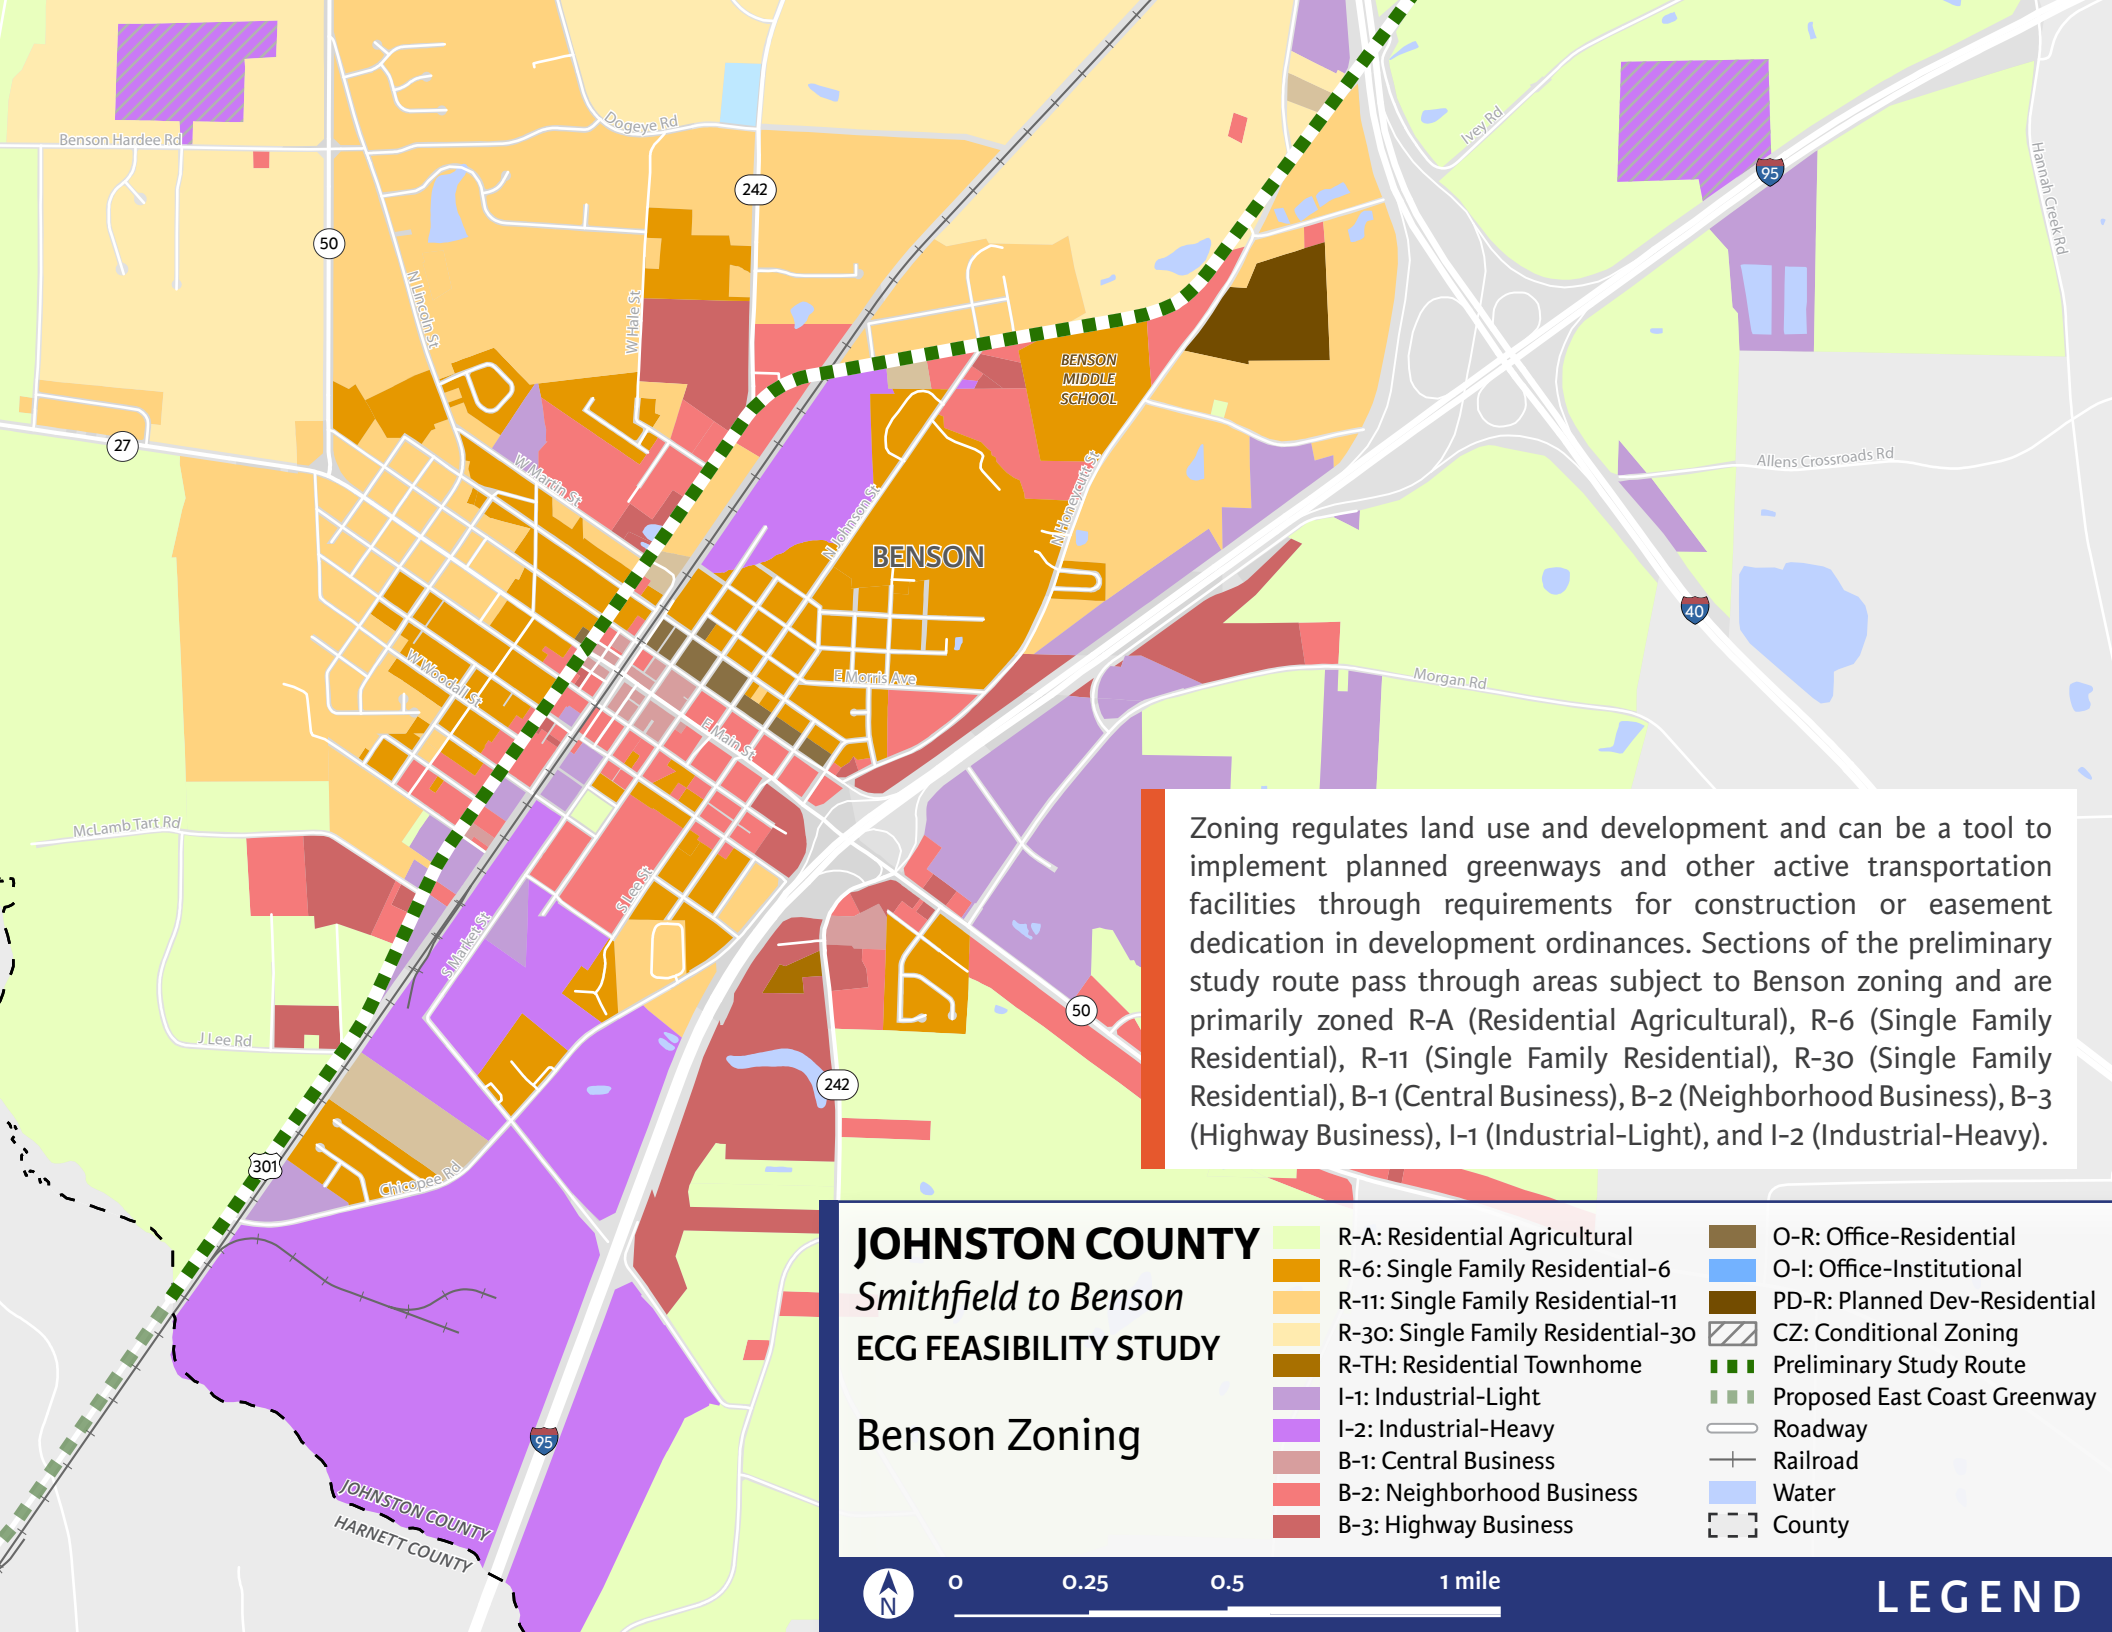 Benson Hardee Rd
Dogeye Rd
Ivey Rd
95
Hannah Creek Rd
242
50
N Lincoln St
W Hale St
BENSON
MIDDLE
SCHOOL
27
W Martin St
N Johnson St
N Honeycutt St
Allens Crossroads Rd
BENSON
40
W Woodall St
E Morris Ave
Morgan Rd
E Main St
McLamb Tart Rd
S Lee St
S Market St
50
J Lee Rd
242
301
Chicopee Rd
95
JOHNSTON COUNTY
HARNETT COUNTY
Zoning regulates land use and development and can be a tool to
implement planned greenways and other active transportation
facilities through requirements for construction or easement
dedication in development ordinances. Sections of the preliminary
study route pass through areas subject to Benson zoning and are
primarily zoned R-A (Residential Agricultural), R-6 (Single Family
Residential), R-11 (Single Family Residential), R-30 (Single Family
Residential), B-1 (Central Business), B-2 (Neighborhood Business), B-3
(Highway Business), I-1 (Industrial-Light), and I-2 (Industrial-Heavy).
JOHNSTON COUNTY
Smithfield to Benson
ECG FEASIBILITY STUDY
Benson Zoning
R-A: Residential Agricultural
R-6: Single Family Residential-6
R-11: Single Family Residential-11
R-30: Single Family Residential-30
R-TH: Residential Townhome
I-1: Industrial-Light
I-2: Industrial-Heavy
B-1: Central Business
B-2: Neighborhood Business
B-3: Highway Business
O-R: Office-Residential
O-I: Office-Institutional
PD-R: Planned Dev-Residential
CZ: Conditional Zoning
Preliminary Study Route
Proposed East Coast Greenway
Roadway
Railroad
Water
County
N
0 0.25 0.5 1 mile
LEGEND